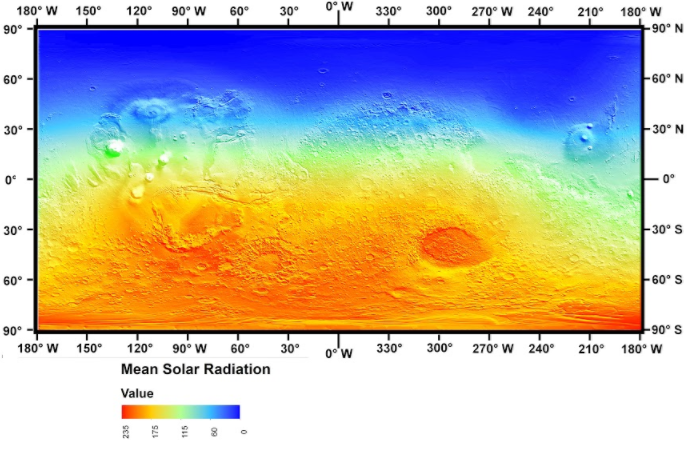 180° W 150° W 120° W 90° W 60° W 30° 0° W 330° 300° W 270° W 240° W 210° W 180° W
90° 90° N
60° 60° N
30° 30° N
0° 0°
30° 30° S
60° 60° S
90° 90° S
180° W 150° W 120° W 90° W 60° W 30° 0° W 330° 300° W 270° W 240° W 210° W 180° W
Mean Solar Radiation
Value
235 175 115 60 0